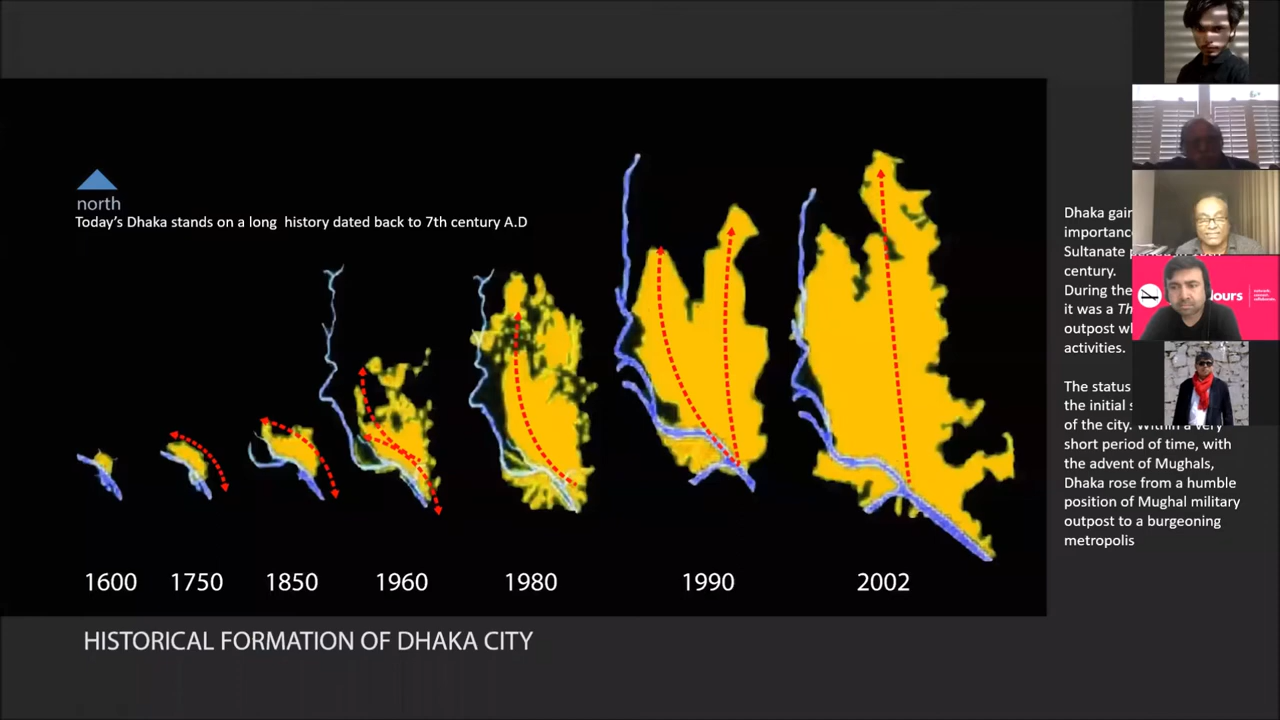 north
Today's Dhaka stands on a long history dated back to 7th century A.D
1600
1750
1850
1960
1980
1990
2002
HISTORICAL FORMATION OF DHAKA CITY
Dhaka
Sultanate
century.
During the
it was a
outpost
activities.
The status
the initial
of the city. Within a very
short period of time, with
the advent of Mughals,
Dhaka rose from a humble
position of Mughal military
outpost to a burgeoning
metropolis